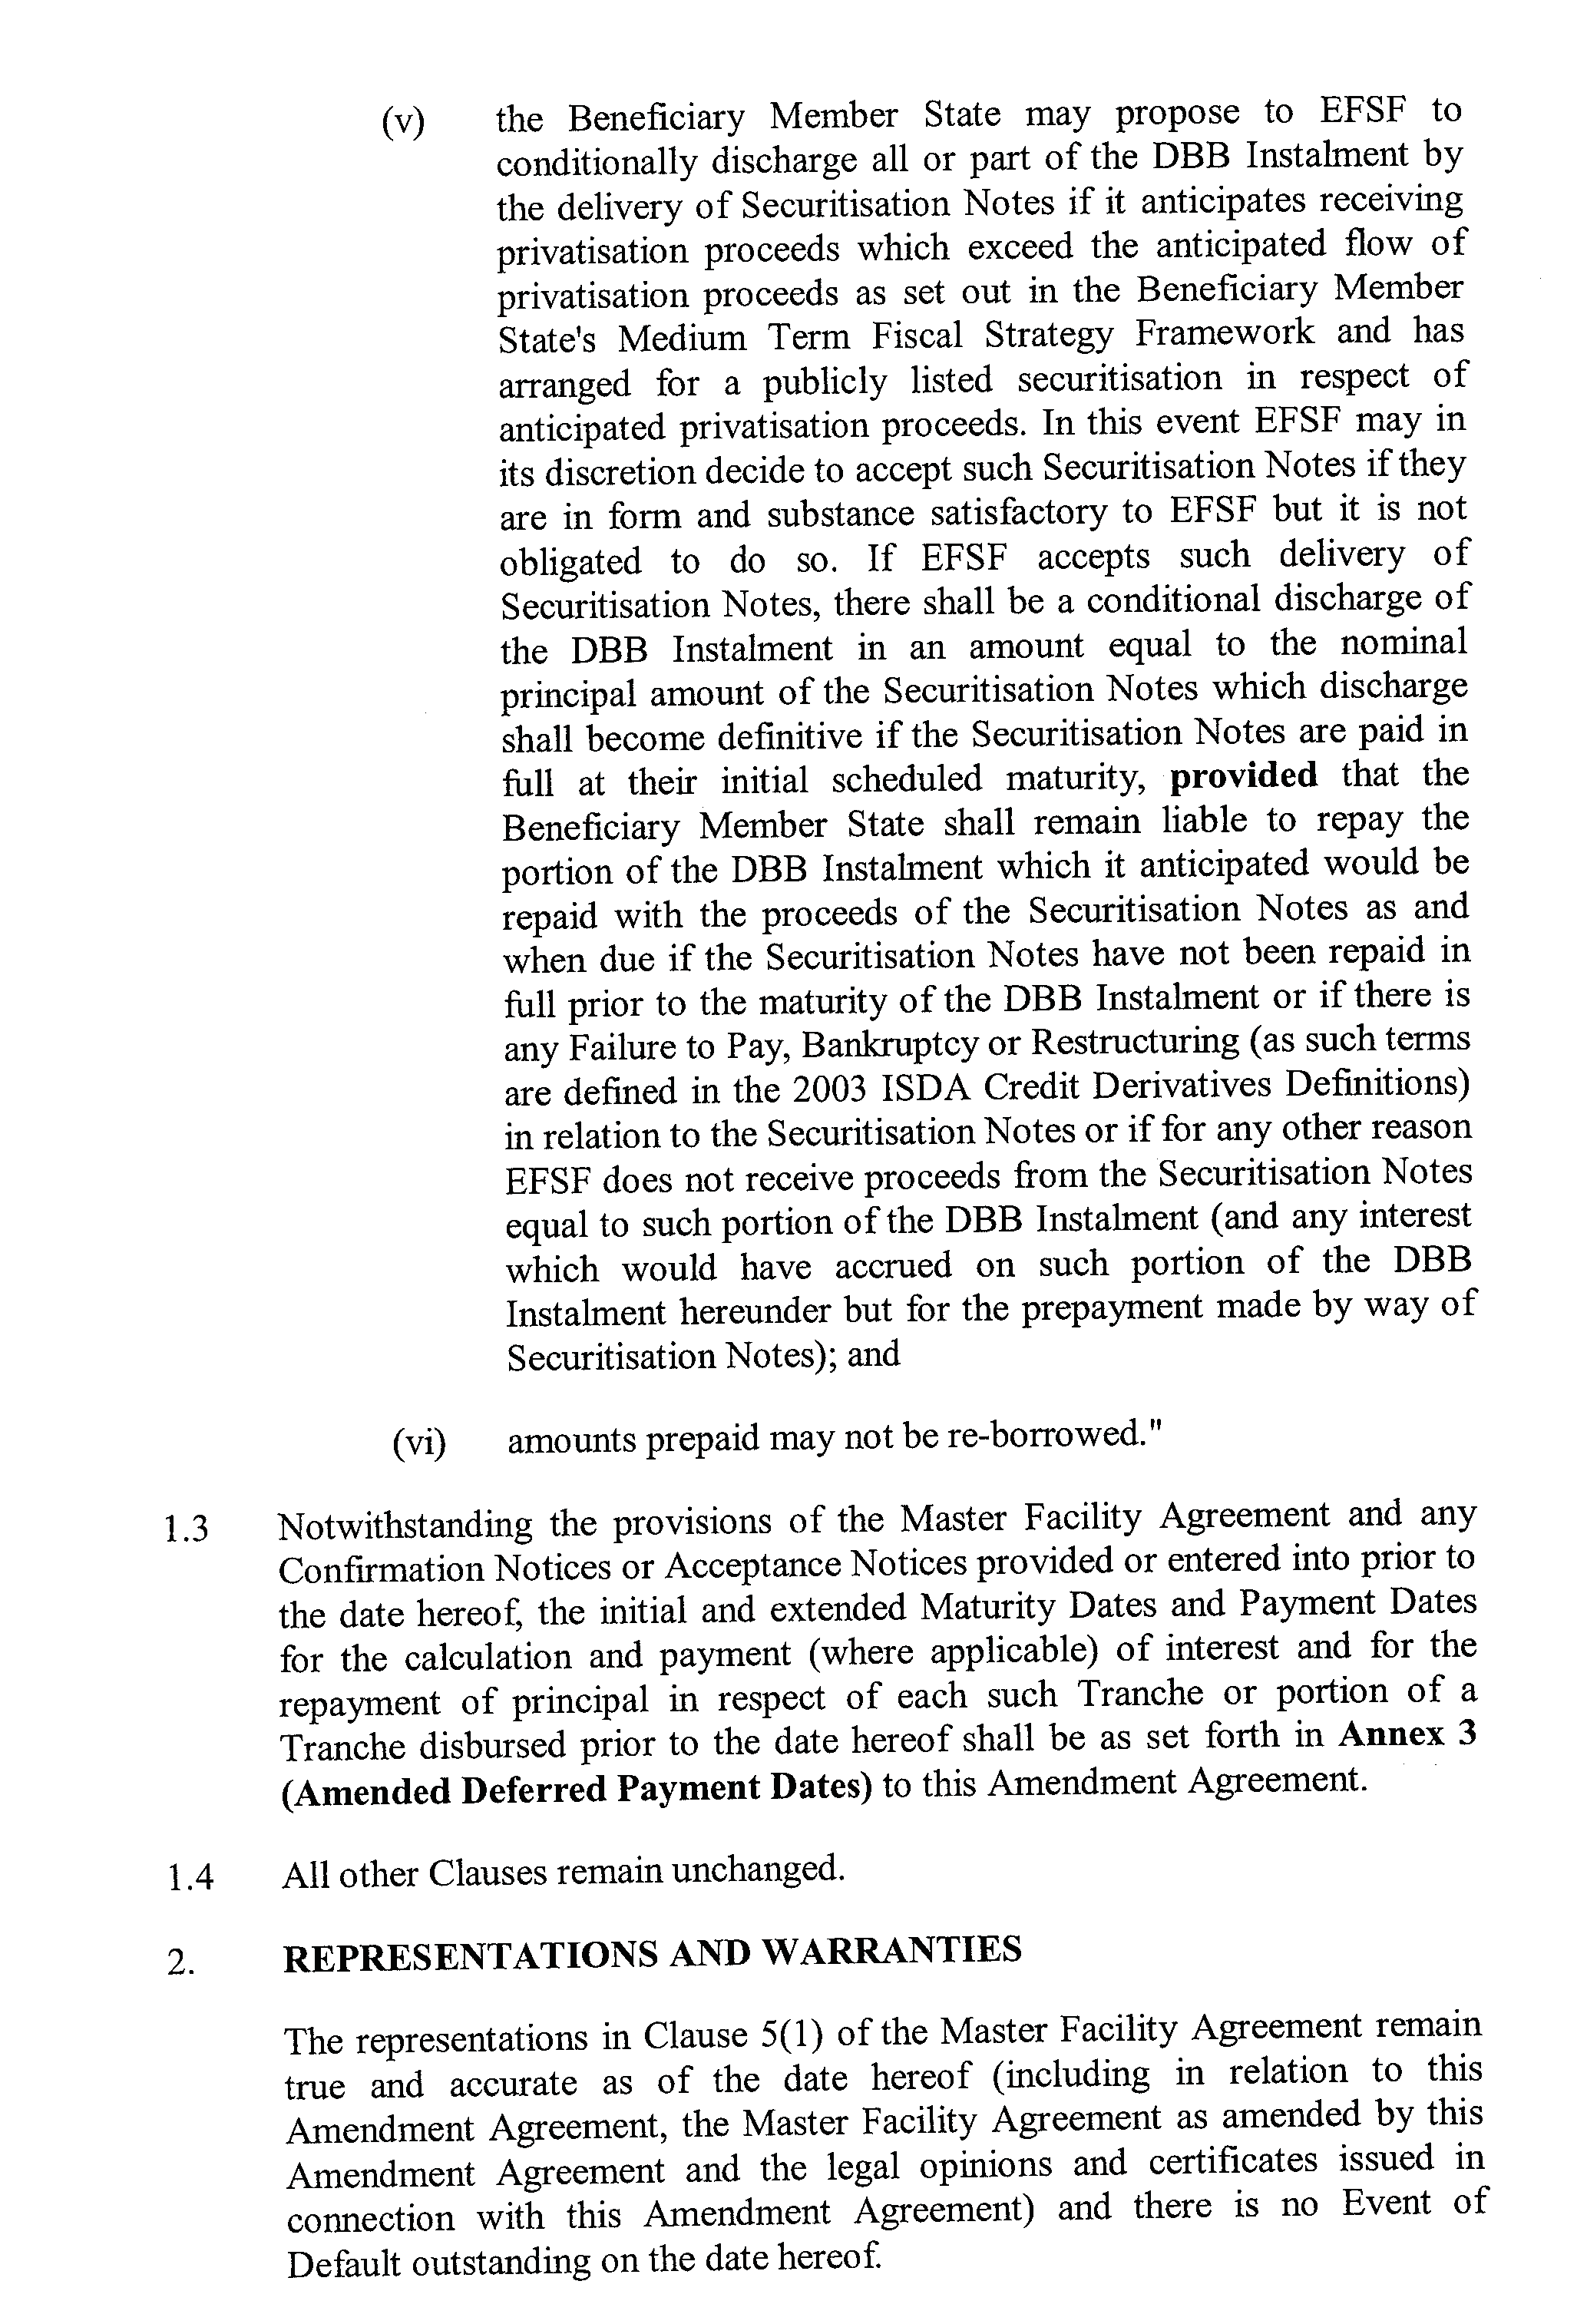 (v) the Beneficiary Member State may propose to EFSF to
conditionally discharge all or part of the DBB Instalment by
the delivery of Securitisation Notes if it anticipates receiving
privatisation proceeds which exceed the anticipated flow of
privatisation proceeds as set out in the Beneficiary Member
State's Medium Term Fiscal Strategy Framework and has
arranged for a publicly listed securitisation in respect of
anticipated privatisation proceeds. In this event EFSF may in
its discretion decide to accept such Securitisation Notes if they
are in form and substance satisfactory to EFSF but it is not
obligated to do so. If EFSF accepts such delivery of
Securitisation Notes, there shall be a conditional discharge of
the DBB Instalment in an amount equal to the nominal
principal amount of the Securitisation Notes which discharge
shall become definitive if the Securitisation Notes are paid in
full at their initial scheduled maturity, provided that the
Beneficiary Member State shall remain liable to repay the
portion of the DBB Instalment which it anticipated would be
repaid with the proceeds of the Securitisation Notes as and
when due if the Securitisation Notes have not been repaid in
full prior to the maturity of the DBB Instalment or if there is
any Failure to Pay, Bankruptcy or Restructuring (as such terms
are defined in the 2003 ISDA Credit Derivatives Definitions)
in relation to the Securitisation Notes or if for any other reason
EFSF does not receive proceeds from the Securitisation Notes
equal to such portion of the DBB Instalment (and any interest
which would have accrued on such portion of the DBB
Instalment hereunder but for the prepayment made by way of
Securitisation Notes); and
(vi) amounts prepaid may not be re-borrowed."
1.3 Notwithstanding the provisions of the Master Facility Agreement and any
Confirmation Notices or Acceptance Notices provided or entered into prior to
the date hereof, the initial and extended Maturity Dates and Payment Dates
for the calculation and payment (where applicable) of interest and for the
repayment of principal in respect of each such Tranche or portion of a
Tranche disbursed prior to the date hereof shall be as set forth in Annex 3
(Amended Deferred Payment Dates) to this Amendment Agreement.
1.4 All other Clauses remain unchanged.
2. REPRESENTATIONS AND WARRANTIES
The representations in Clause 5(1) of the Master Facility Agreement remain
true and accurate as of the date hereof (including in relation to this
Amendment Agreement, the Master Facility Agreement as amended by this
Amendment Agreement and the legal opinions and certificates issued in
connection with this Amendment Agreement) and there is no Event of
Default outstanding on the date hereof.